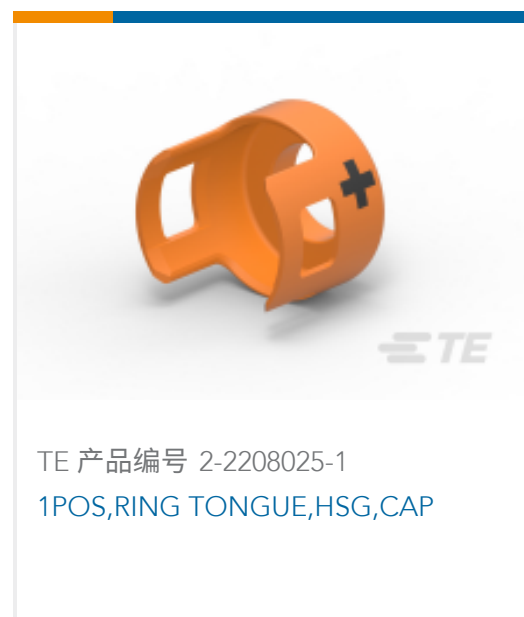 TE
TE 产品编号 2-2208025-1
1POS,RING TONGUE,HSG,CAP